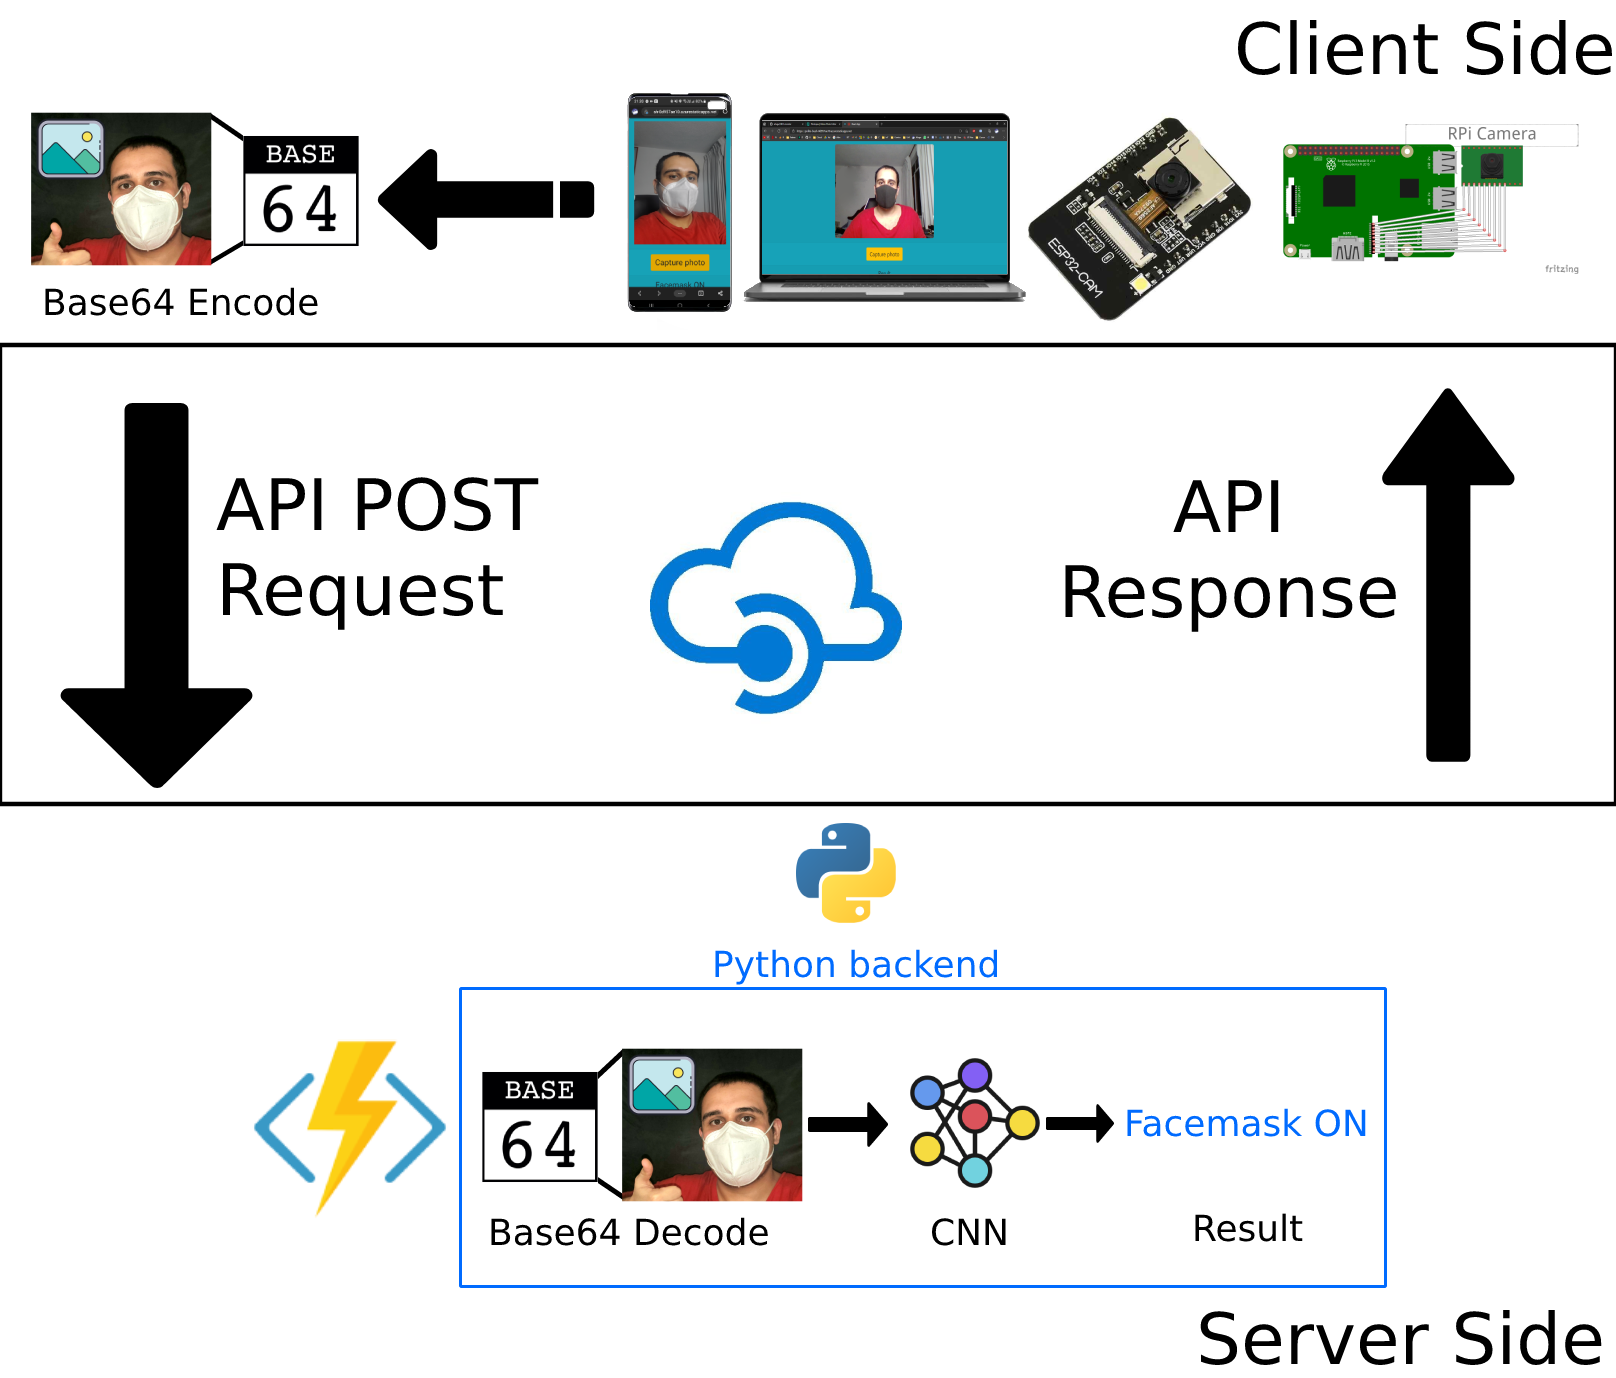 Client Side
RPi Camera
BASE
64
Capture photo
Facemask ON
Capture photo
ESP32-CAM
fritzing
Base64 Encode
API POST
Request
API
Response
Python backend
BASE
64
Facemask ON
Base64 Decode
CNN
Result
Server Side